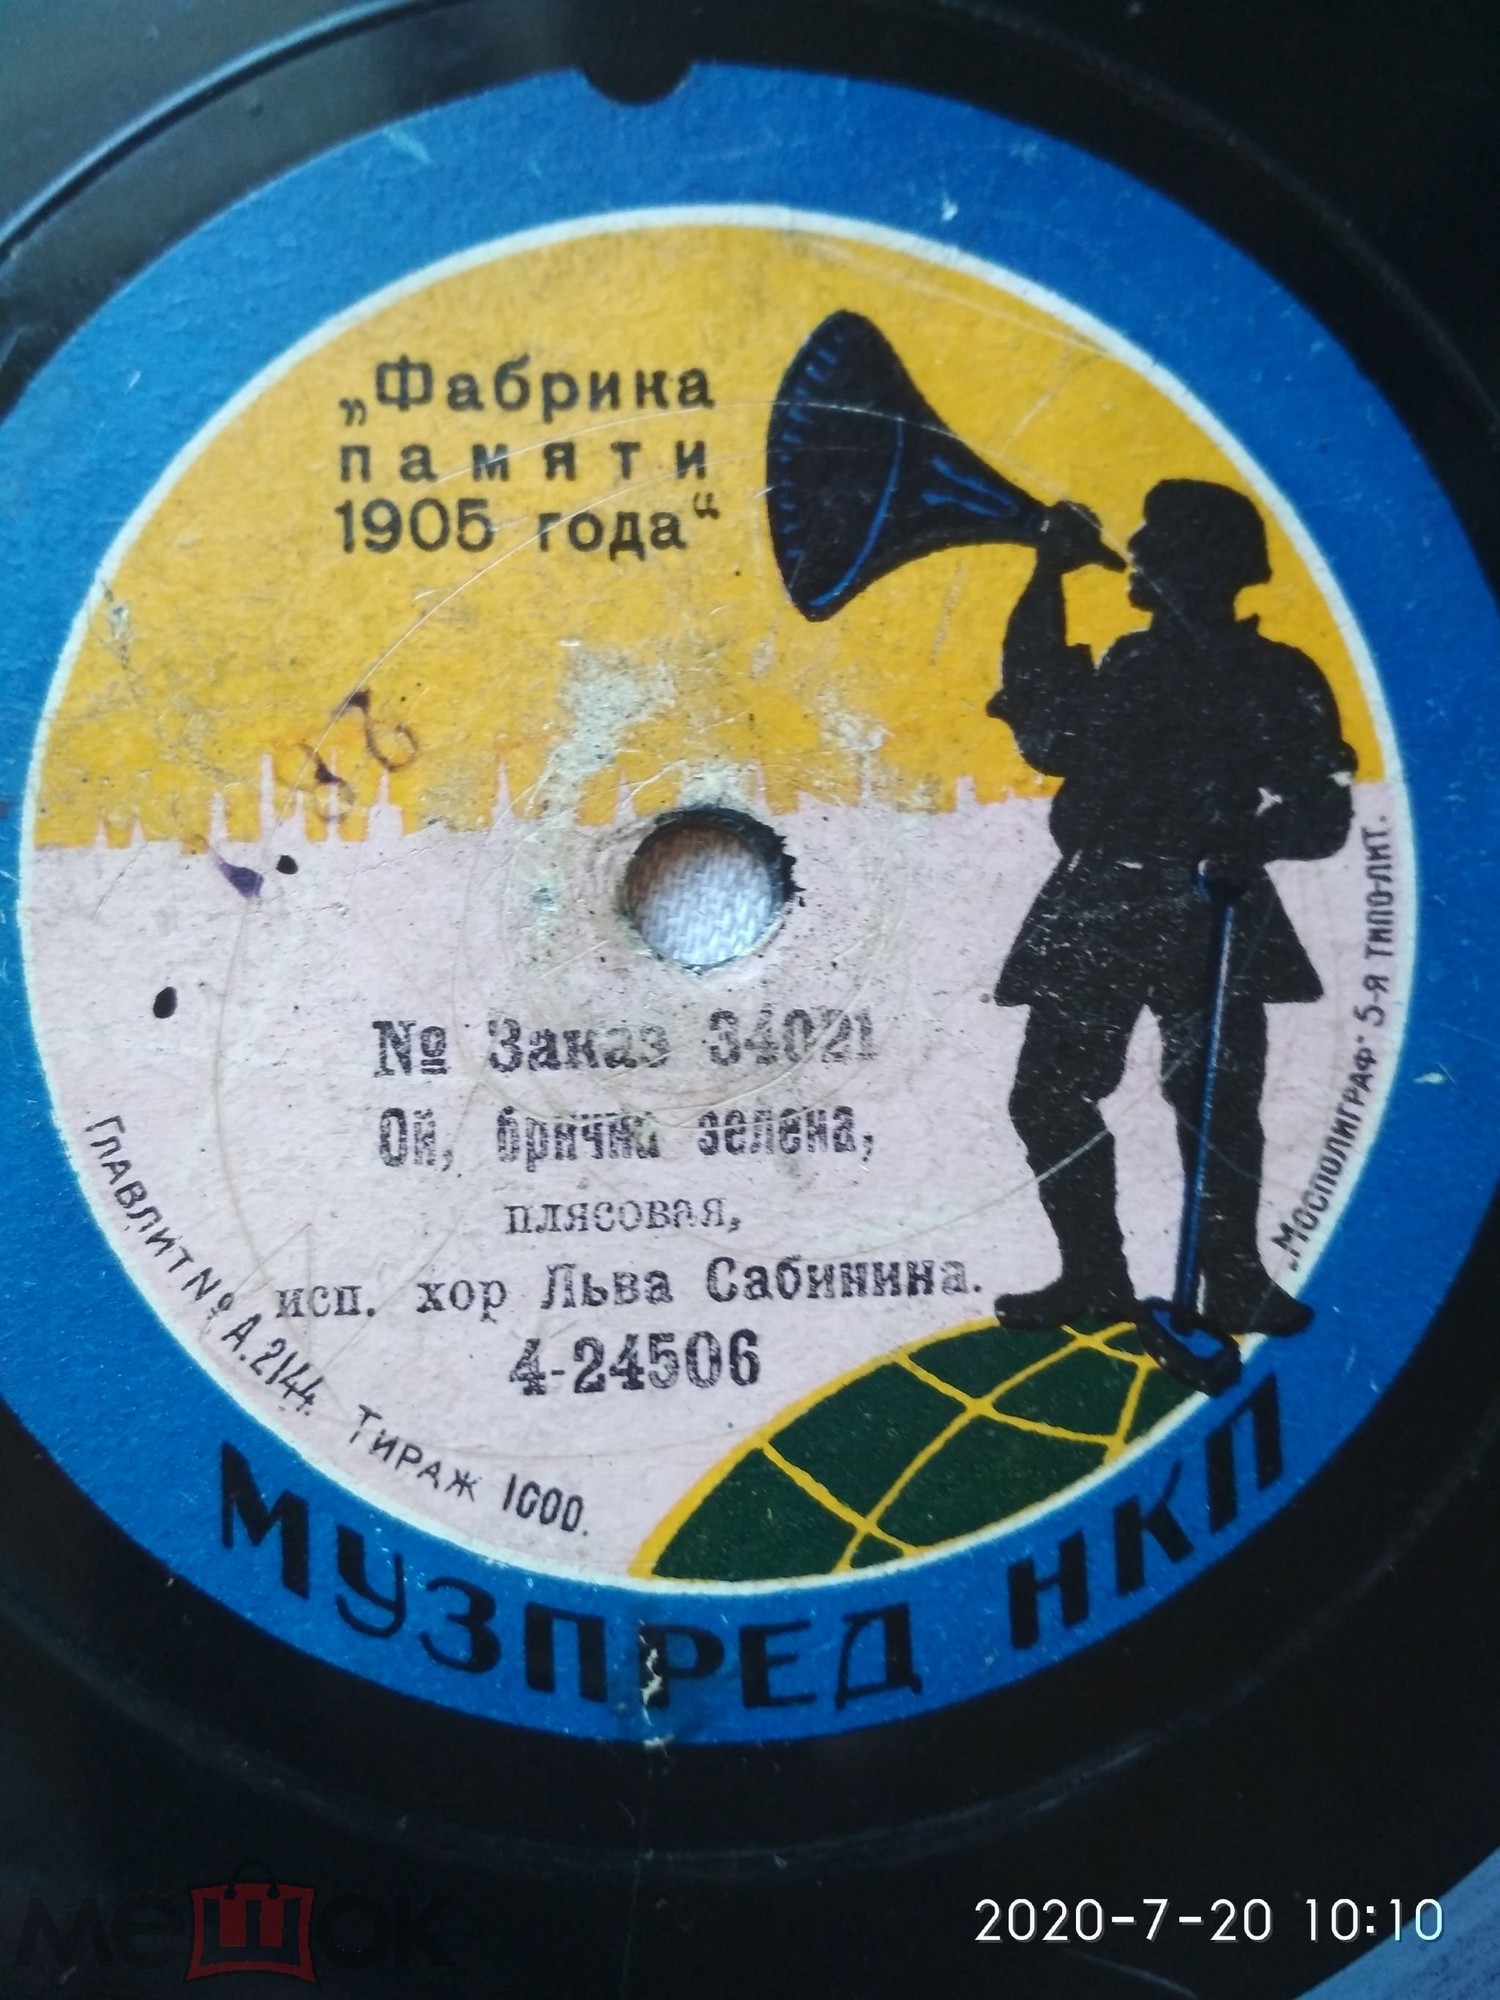 „Фабрика
памяти
1905 года“
№ Заказ 34021
Ой, бричка зелена,
плясовая,
исп. хор Льва Сабинина.
4-24506
Главлит № А.2144. Тираж 1000.
„Мосполиграф“ 5-я типо-лит.
МУЗПРЕД НКП
мешок
2020-7-20 10:10